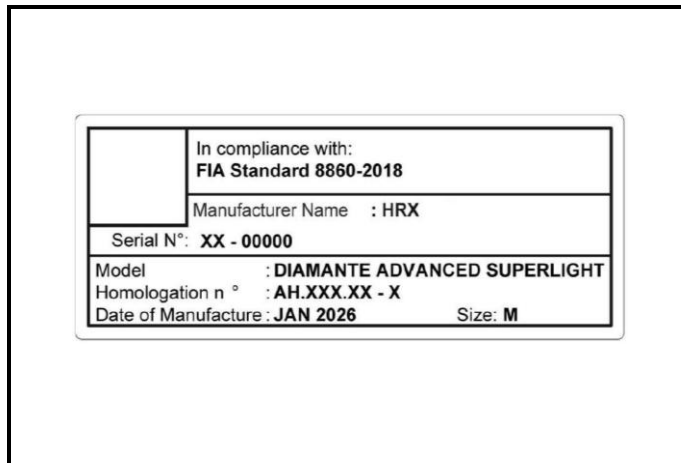 In compliance with:
FIA Standard 8860-2018
Manufacturer Name : HRX
Serial N°: XX - 00000
Model : DIAMANTE ADVANCED SUPERLIGHT
Homologation n ° : AH.XXX.XX - X
Date of Manufacture : JAN 2026 Size: M